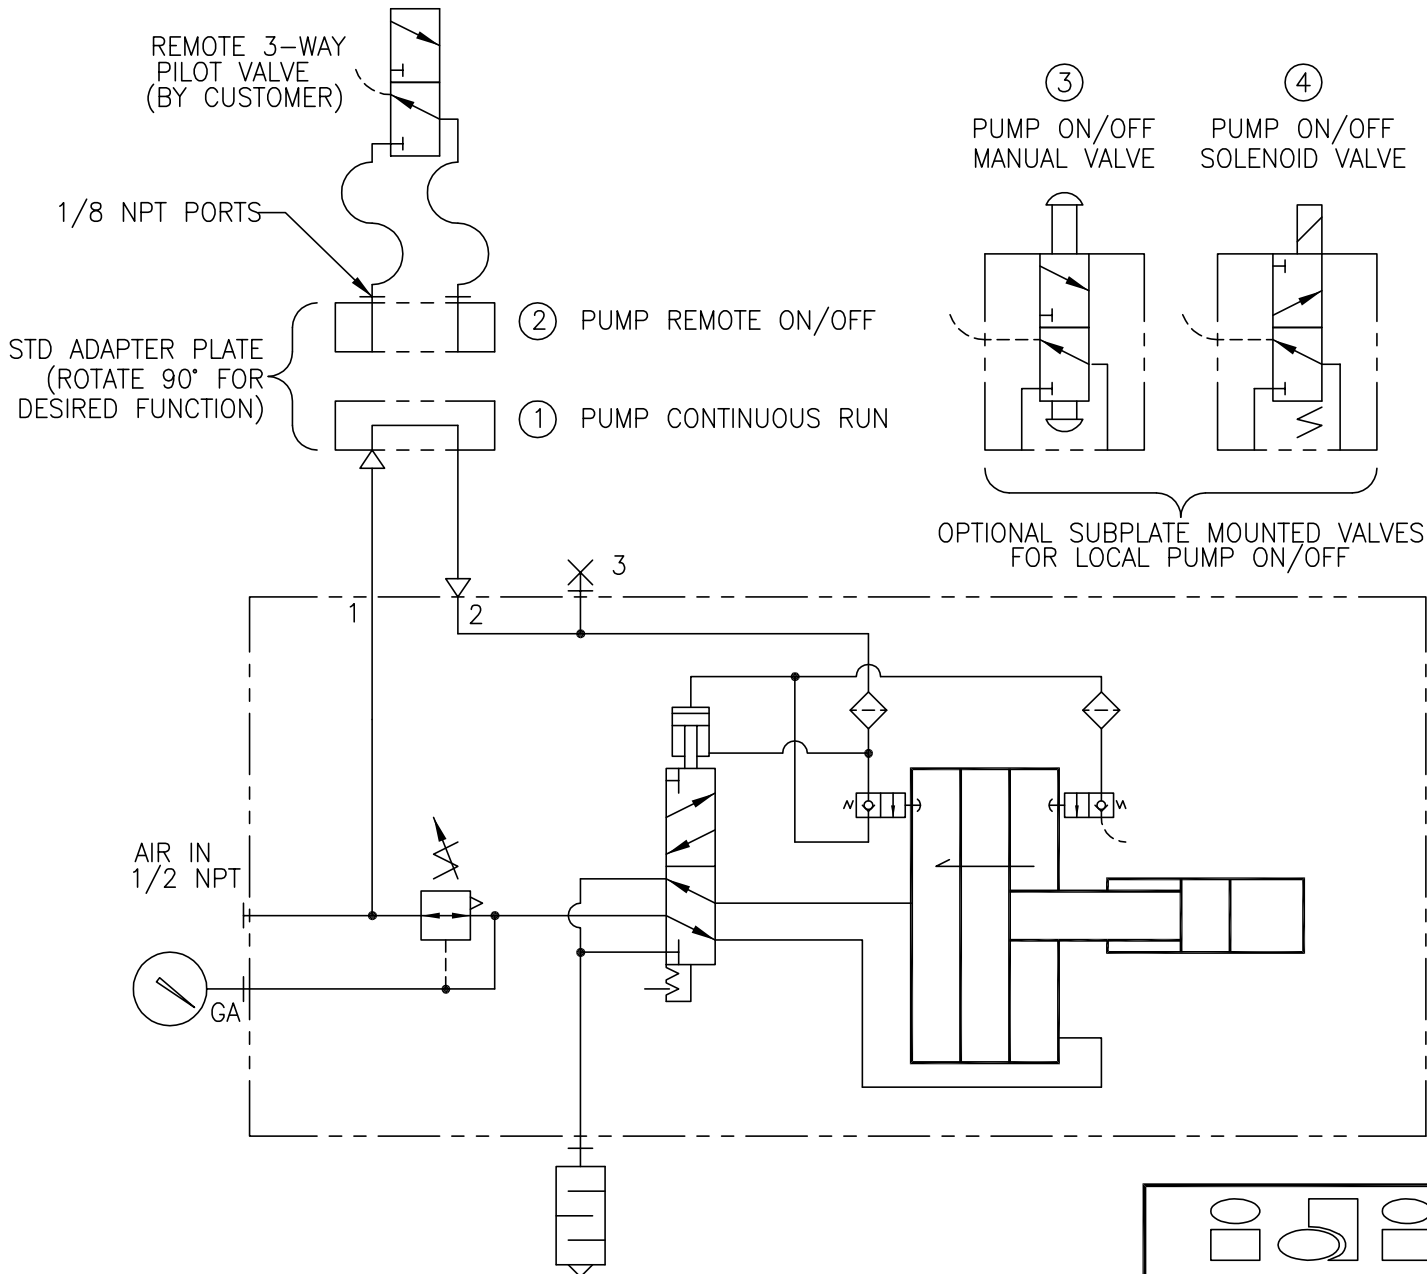 REMOTE 3-WAY
PILOT VALVE
(BY CUSTOMER)
3
PUMP ON/OFF
MANUAL VALVE
4
PUMP ON/OFF
SOLENOID VALVE
1/8 NPT PORTS
2 PUMP REMOTE ON/OFF
STD ADAPTER PLATE
(ROTATE 90° FOR
DESIRED FUNCTION)
1 PUMP CONTINUOUS RUN
OPTIONAL SUBPLATE MOUNTED VALVES
FOR LOCAL PUMP ON/OFF
3
1
2
AIR IN
1/2 NPT
GA